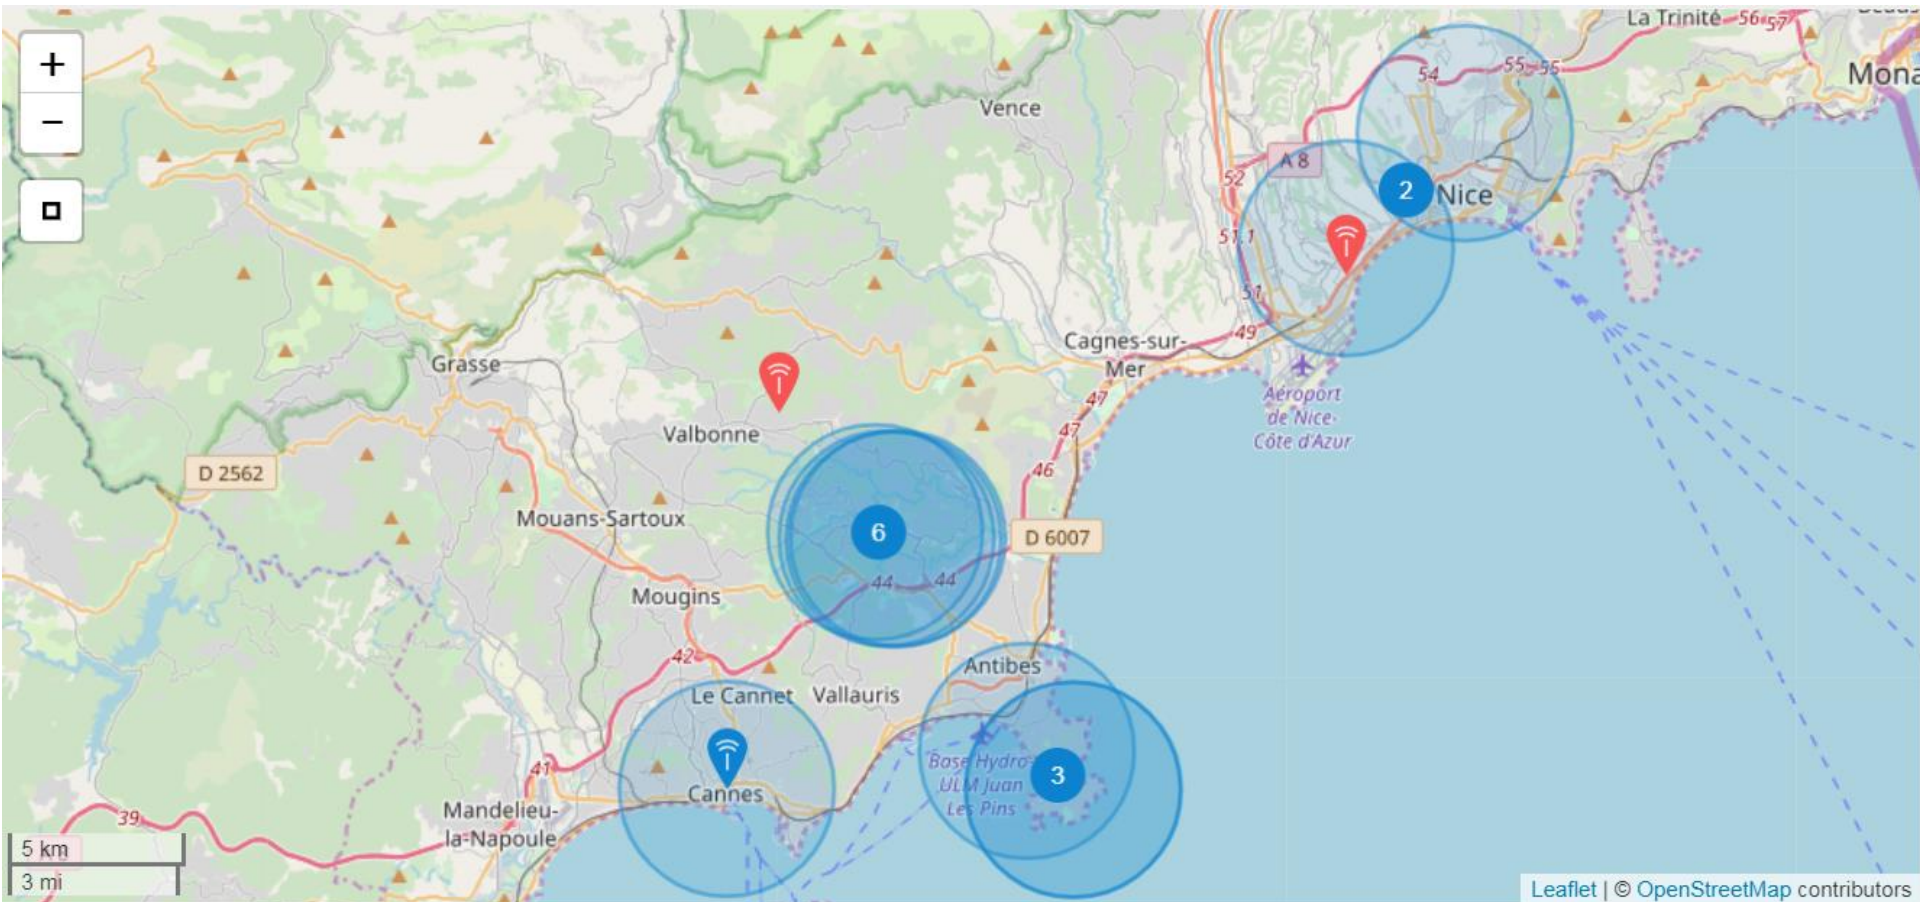 +
−
La Trinité
56
57
54
55
55
Mona
Vence
A 8
52
2
Nice
51.1
51
49
Cagnes-sur-
Mer
Grasse
Aéroport
de Nice-
Côte d'Azur
47
47
Valbonne
46
D 2562
Mouans-Sartoux
6
D 6007
44
44
Mougins
42
Antibes
Le Cannet
Vallauris
Base Hydro-
ULM Juan
Les Pins
3
41
Cannes
Mandelieu-
la-Napoule
39
5 km
3 mi
Leaflet | © OpenStreetMap contributors